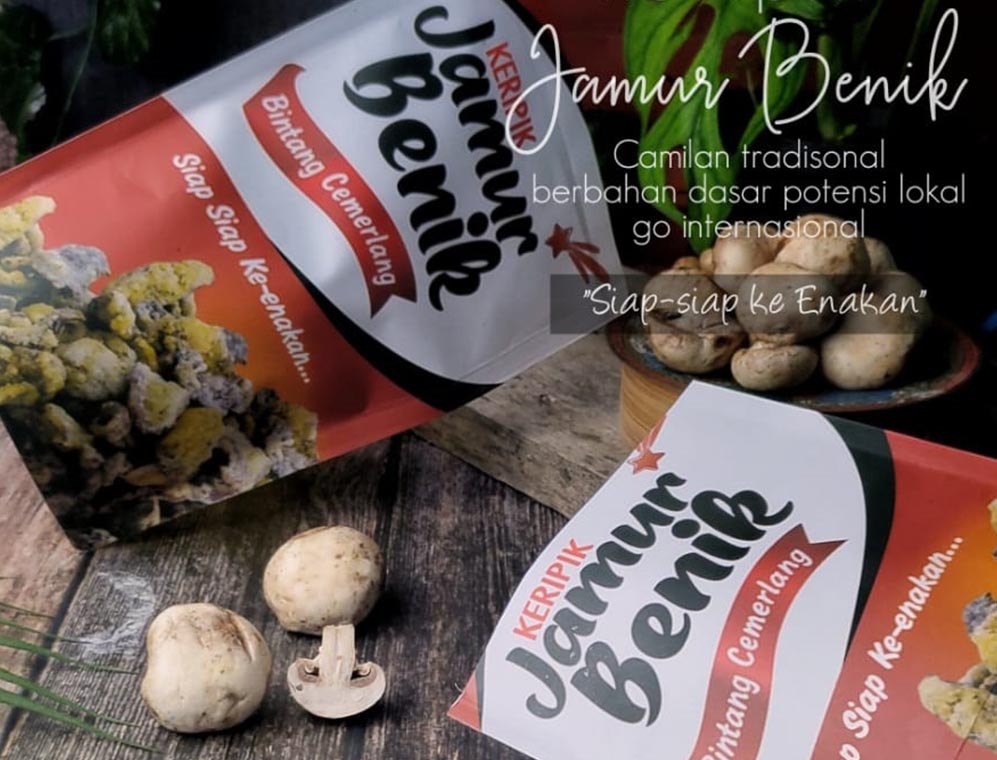 Jamur Benik
Camilan tradisonal
berbahan dasar potensi lokal
go internasional
"Siap-siap ke Enakan"
KERIPIK
Jamur
Benik
Bintang Cemerlang
Siap Siap Ke-enakan...
KERIPIK
Jamur
Benik
Bintang Cemerlang
Siap Ke-enakan...